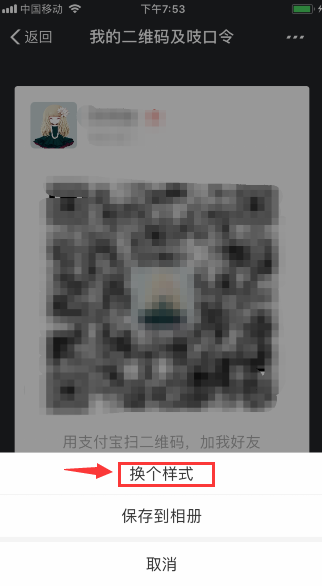 中国移动
下午7:53
返回
我的二维码及吱口令
用支付宝扫二维码，加我好友
换个样式
保存到相册
取消